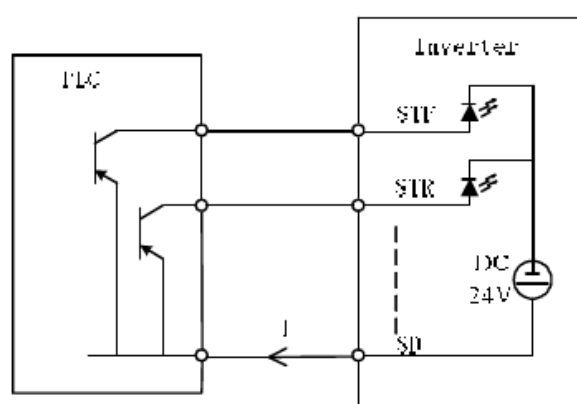 Inverter
PLC
STF
STR
DC
24V
I
SD